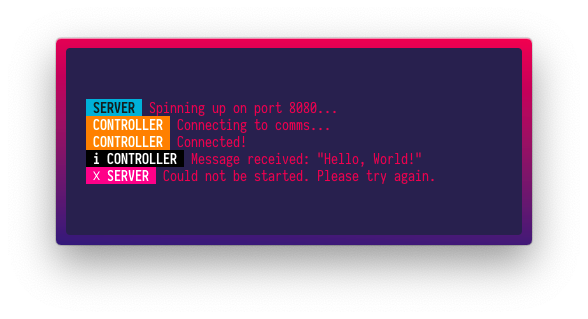 SERVER Spinning up on port 8080...
CONTROLLER Connecting to comms...
CONTROLLER Connected!
i CONTROLLER Message received: "Hello, World!"
X SERVER Could not be started. Please try again.